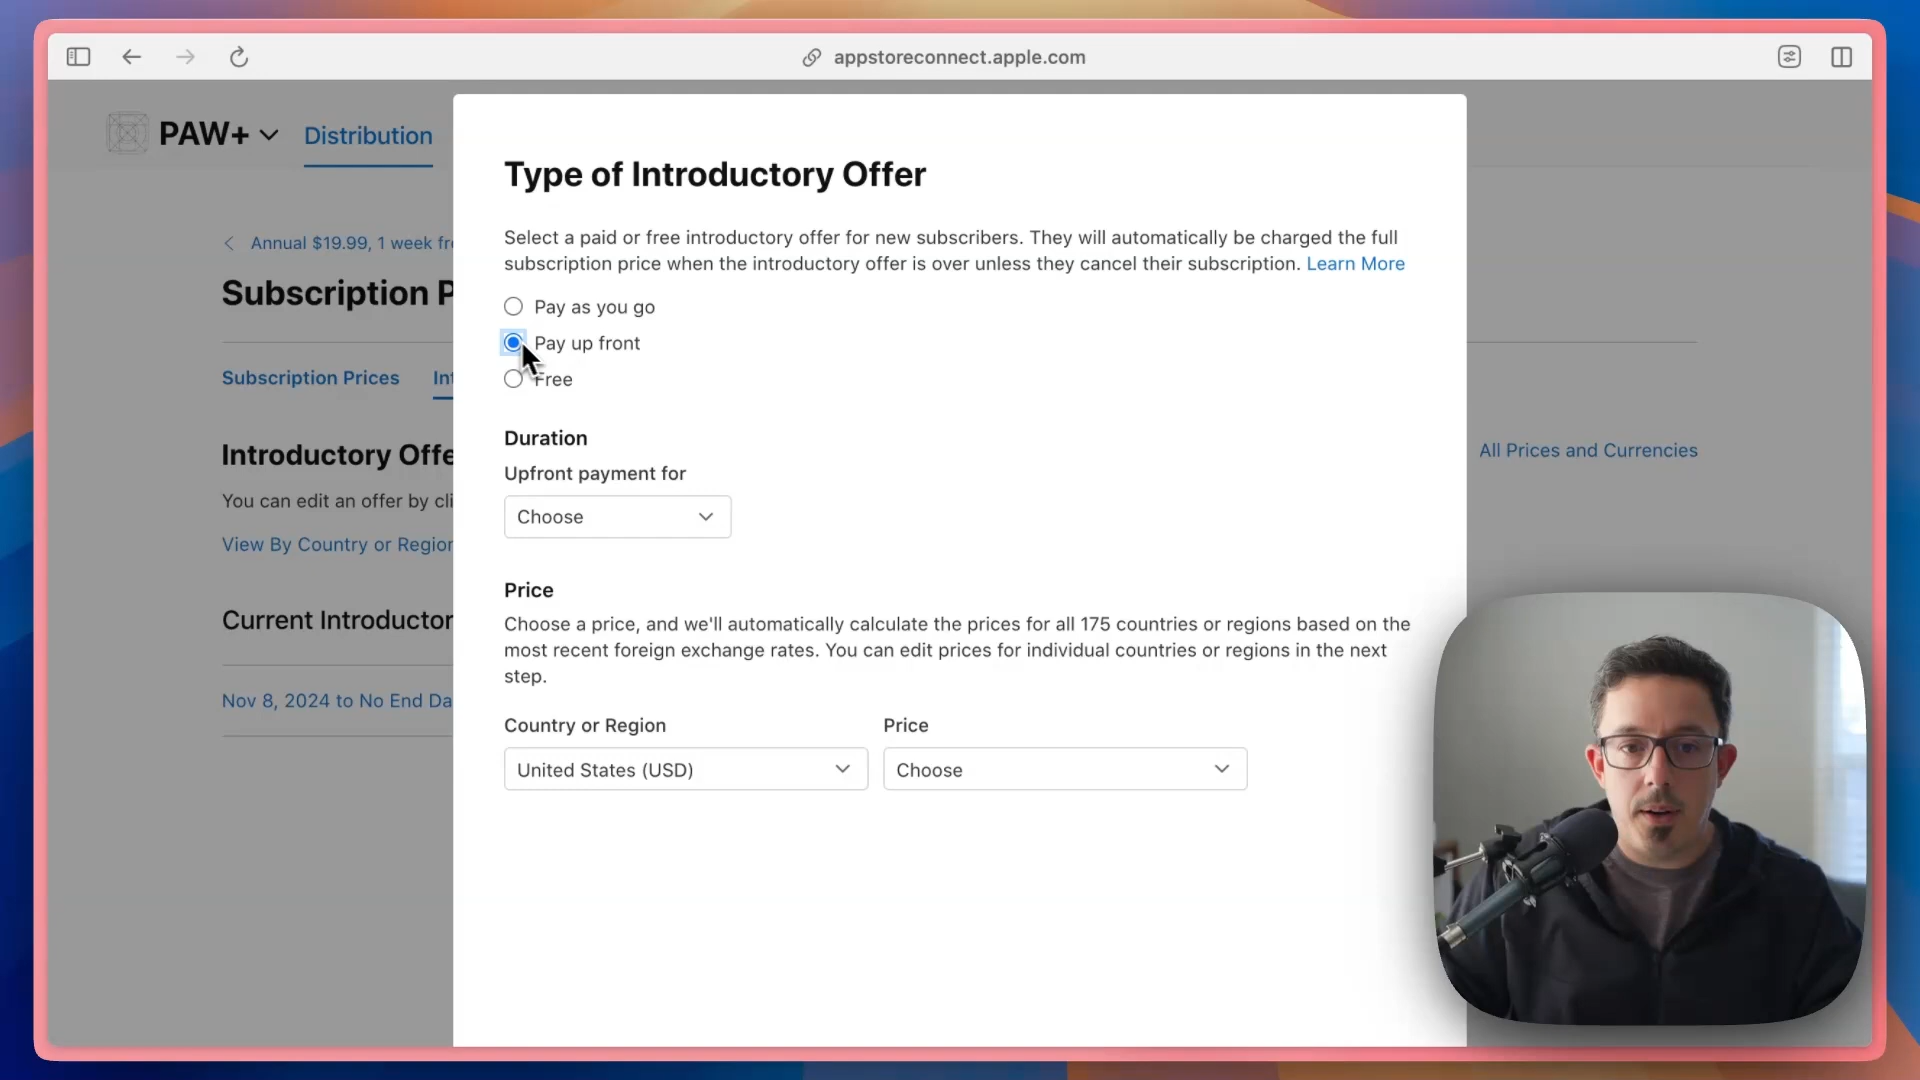 appstoreconnect.apple.com
PAW+
Distribution
Annual $19.99, 1 week fr
Subscription P
Subscription Prices
Int
Introductory Offe
You can edit an offer by cli
View By Country or Region
All Prices and Currencies
Current Introductor
Nov 8, 2024 to No End Da
Type of Introductory Offer
Select a paid or free introductory offer for new subscribers. They will automatically be charged the full
subscription price when the introductory offer is over unless they cancel their subscription. Learn More
Pay as you go
Pay up front
Free
Duration
Upfront payment for
Choose
Price
Choose a price, and we'll automatically calculate the prices for all 175 countries or regions based on the
most recent foreign exchange rates. You can edit prices for individual countries or regions in the next
step.
Country or Region
Price
United States (USD)
Choose